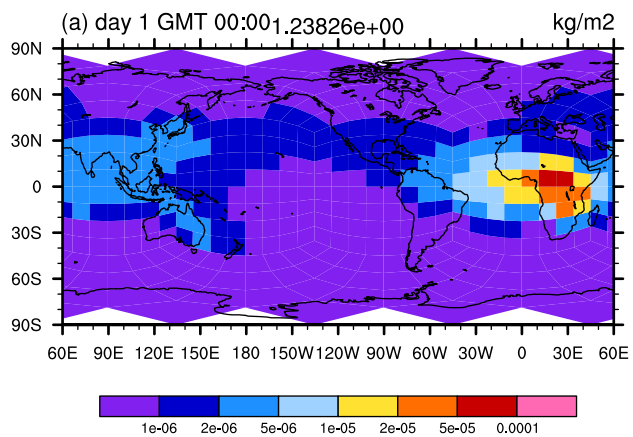 (a) day 1 GMT 00:00 1.23826e+00 kg/m2
90N
60N
30N
0
30S
60S
90S
60E 90E 120E 150E 180 150W 120W 90W 60W 30W 0 30E 60E
1e-06 2e-06 5e-06 1e-05 2e-05 5e-05 0.0001